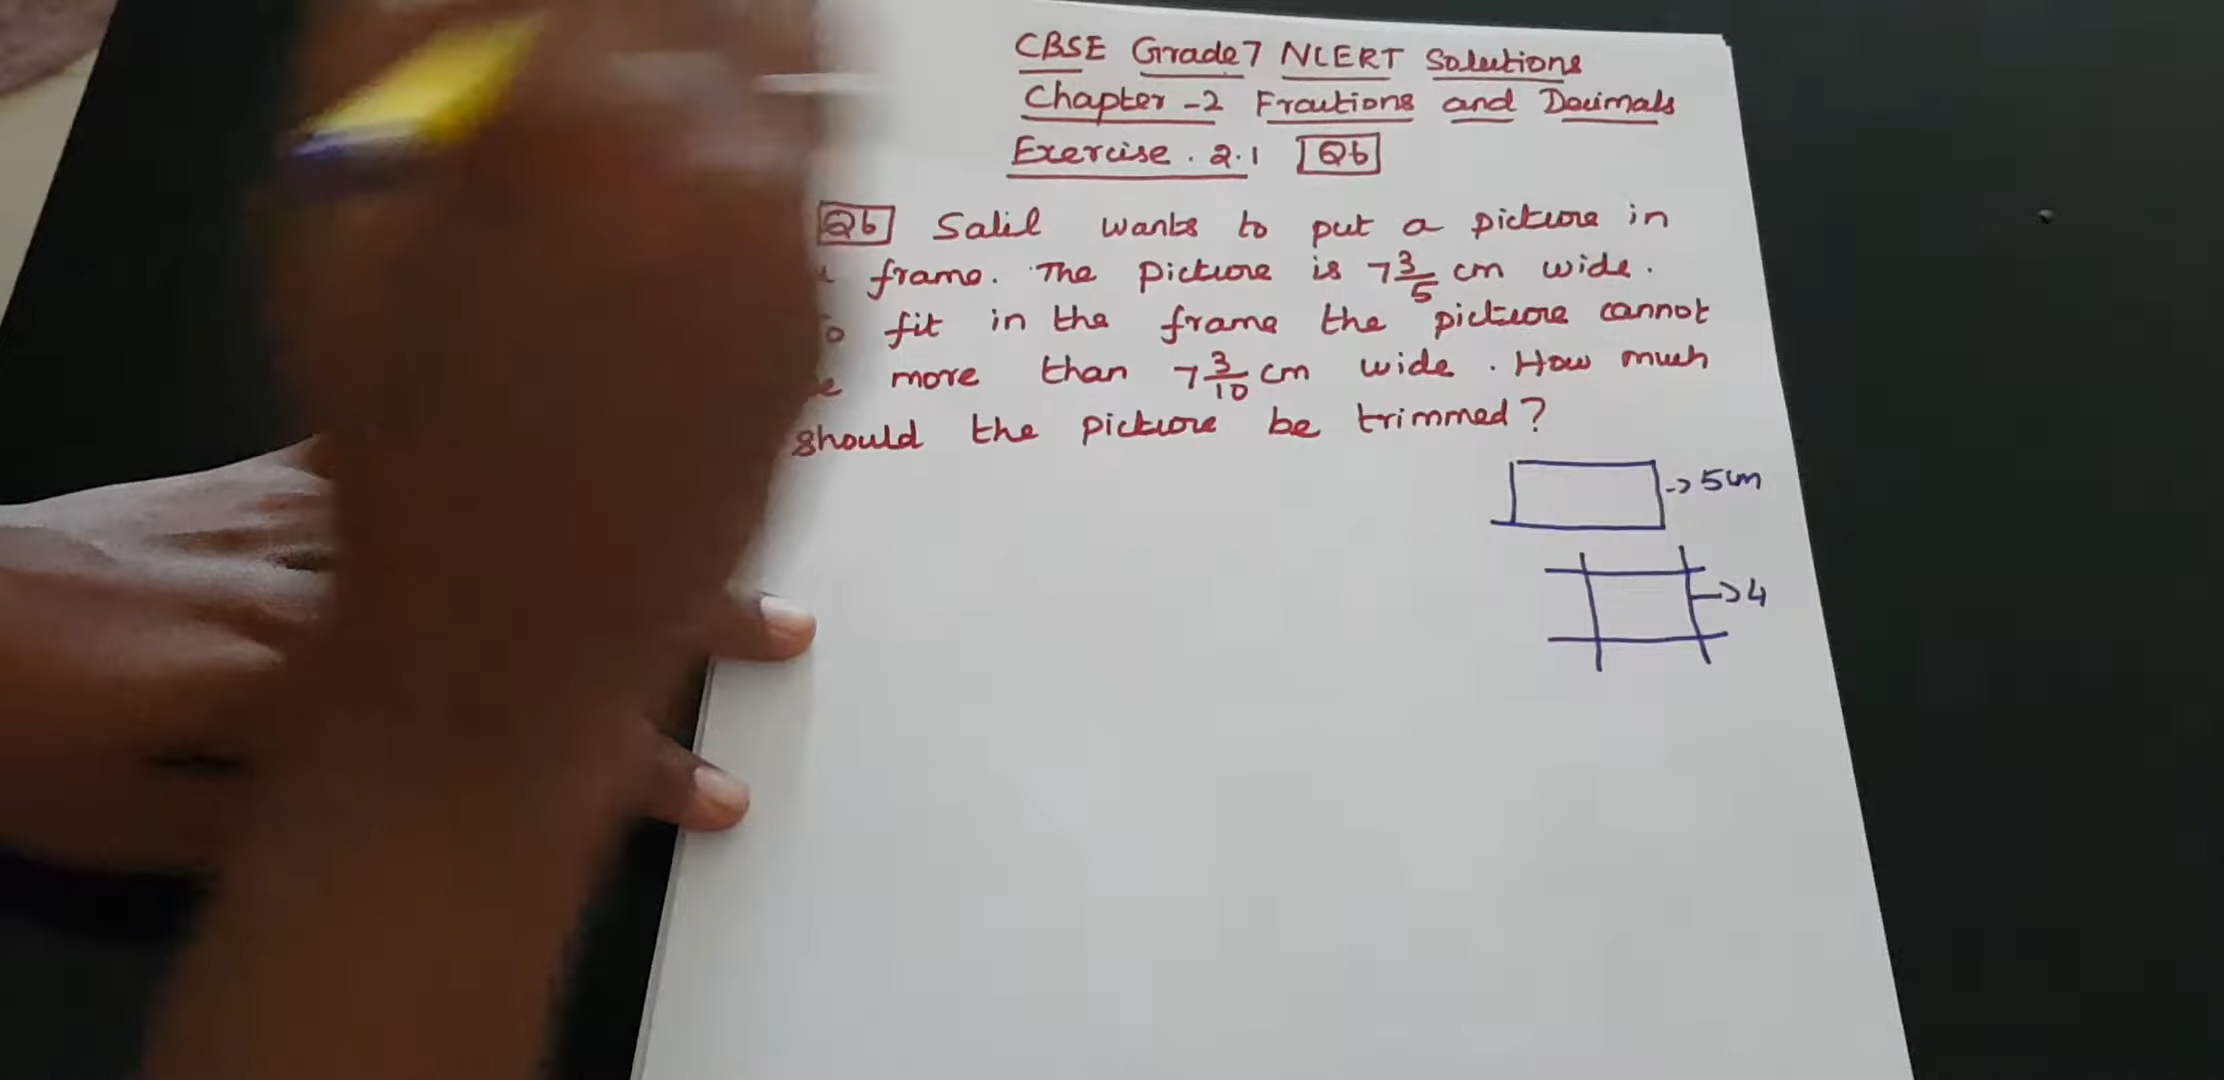 CBSE Grade 7 NCERT Solutions
Chapter - 2 Fractions and Decimals
Exercise . 2.1 Q6
Q6 Salil wants to put a picture in
frame. The picture is 7 3/5 cm wide.
fit in the frame the picture cannot
more than 7 3/10 cm wide. How much
should the picture be trimmed?
-> 5cm
-> 4